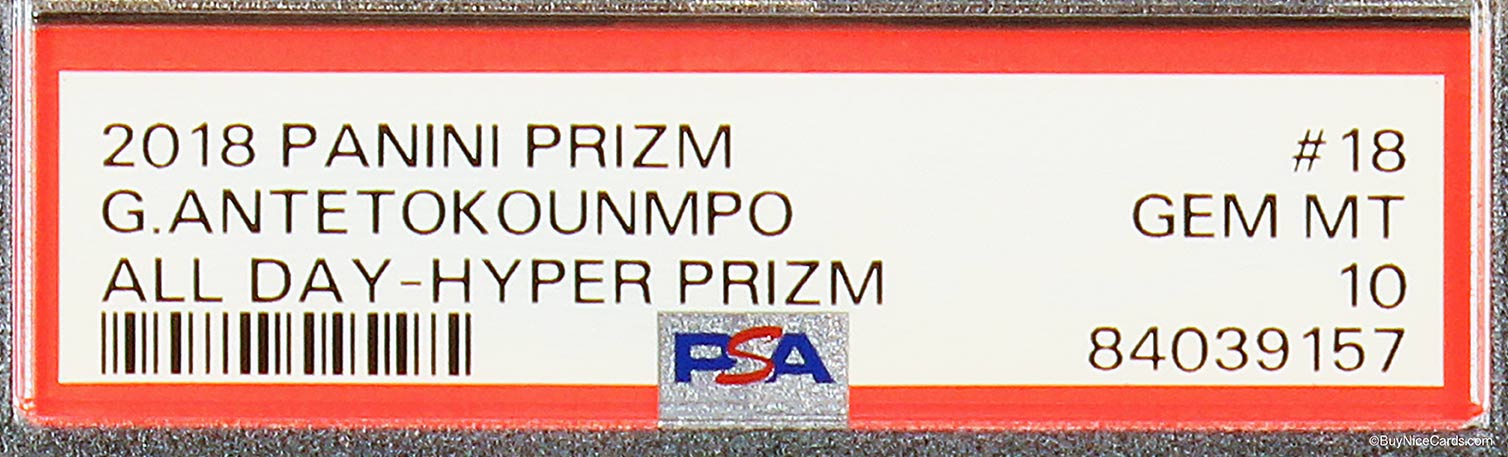 2018 PANINI PRIZM #18
G.ANTETOKOUNMPO GEM MT
ALL DAY-HYPER PRIZM 10
84039157
PSA
©BuyNiceCards.com